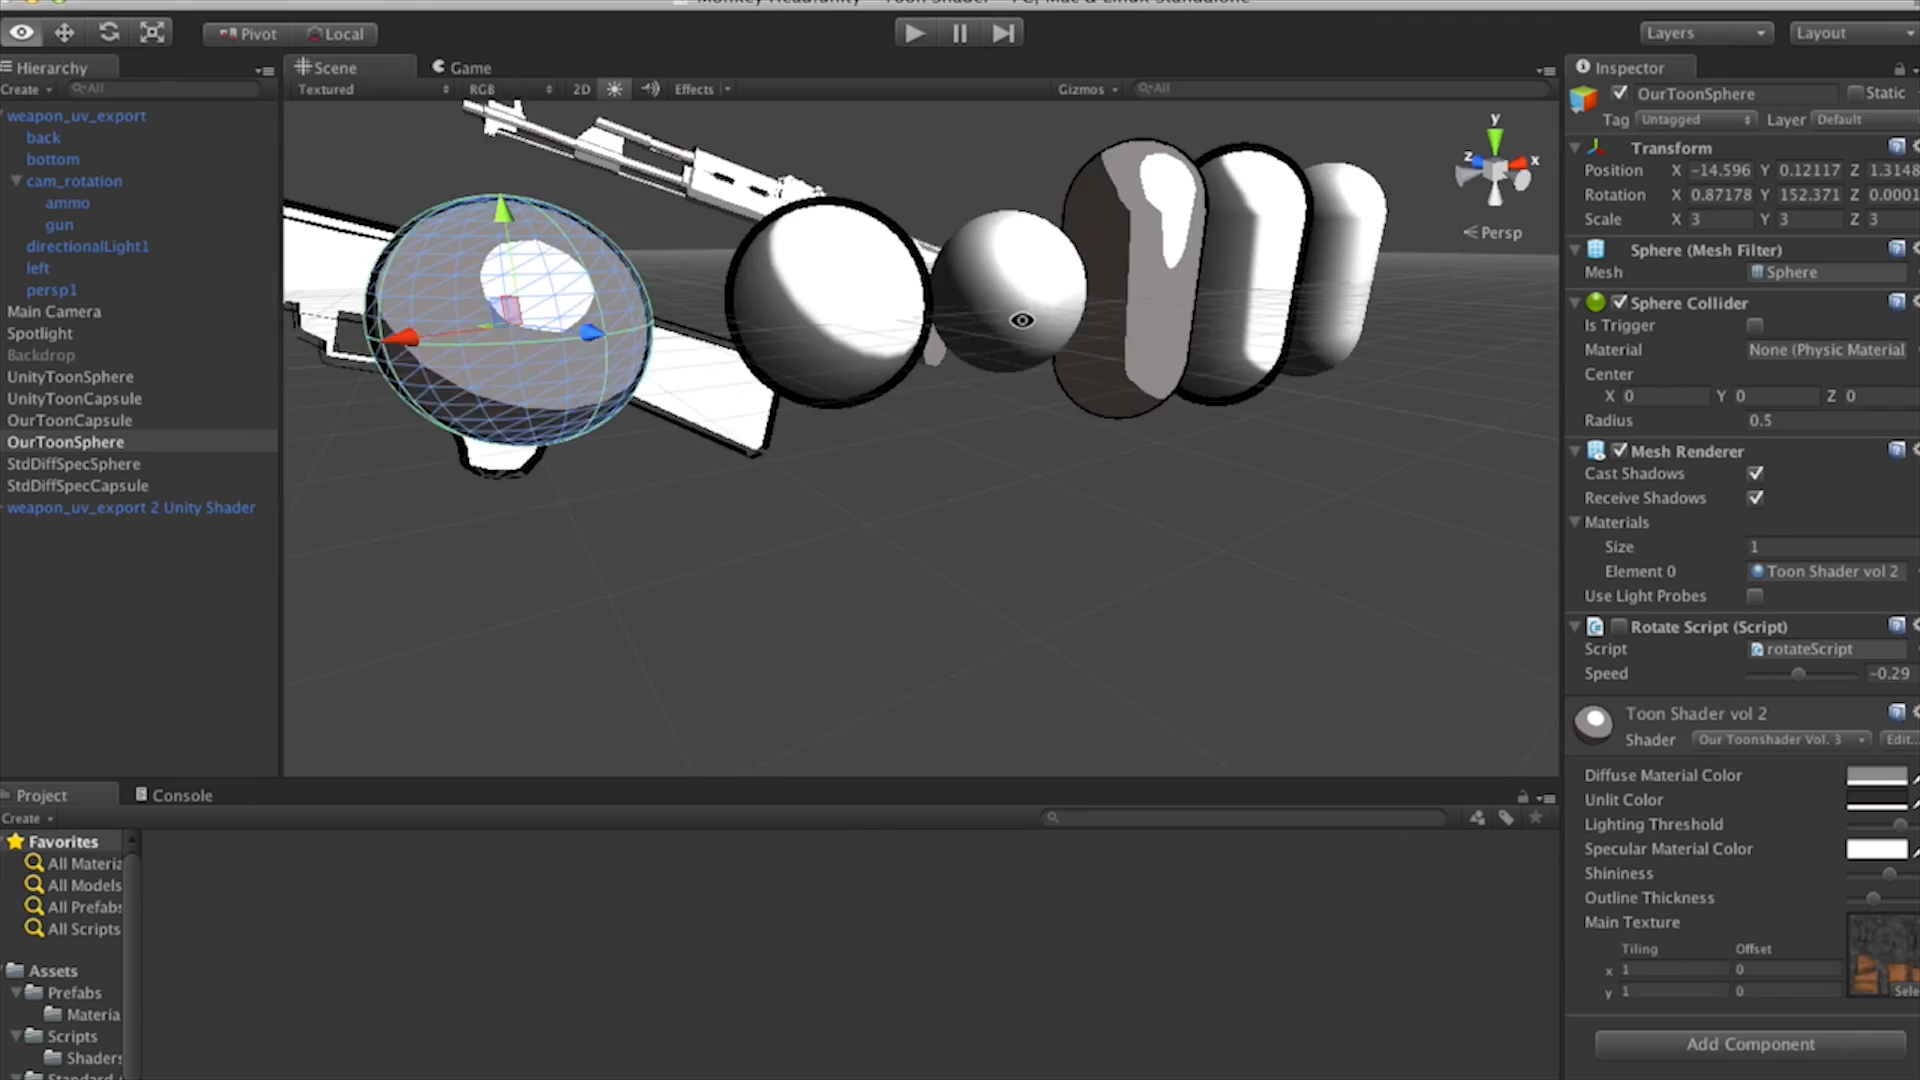 Pivot Local
Layers Layout
Hierarchy
Scene Game
Inspector
Create All
Textured RGB 2D Effects Gizmos All
OurToonSphere Static
Tag Untagged Layer Default
weapon_uv_export
back
bottom
cam_rotation
ammo
gun
directionalLight1
left
persp1
Main Camera
Spotlight
Backdrop
UnityToonSphere
UnityToonCapsule
OurToonCapsule
OurToonSphere
StdDiffSpecSphere
StdDiffSpecCapsule
weapon_uv_export 2 Unity Shader
y
z x
Persp
Transform
Position X -14.596 Y 0.12117 Z 1.3148
Rotation X 0.87178 Y 152.371 Z 0.0001
Scale X 3 Y 3 Z 3
Sphere (Mesh Filter)
Mesh Sphere
Sphere Collider
Is Trigger
Material None (Physic Material
Center
X 0 Y 0 Z 0
Radius 0.5
Mesh Renderer
Cast Shadows
Receive Shadows
Materials
Size 1
Element 0 Toon Shader vol 2
Use Light Probes
Rotate Script (Script)
Script rotateScript
Speed -0.29
Toon Shader vol 2
Shader Our Toonshader Vol. 3 Edit...
Diffuse Material Color
Unlit Color
Lighting Threshold
Specular Material Color
Shininess
Outline Thickness
Main Texture
Tiling Offset
x 1 0
y 1 0
Sele
Add Component
Project Console
Create
Favorites
All Materia
All Models
All Prefabs
All Scripts
Assets
Prefabs
Materia
Scripts
Shaders